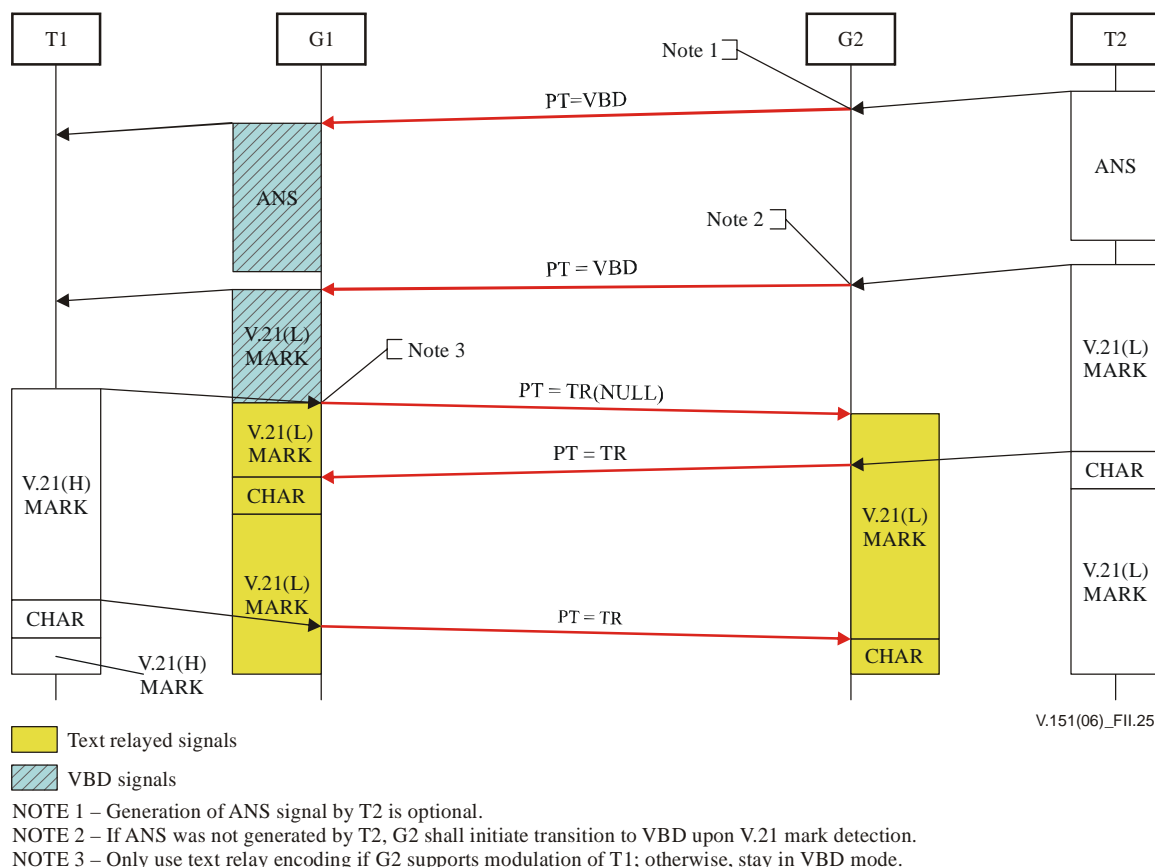 T1
G1
G2
T2
Note 1
PT=VBD
ANS
ANS
Note 2
PT = VBD
V.21(L)
MARK
V.21(L)
MARK
Note 3
PT = TR(NULL)
V.21(L)
MARK
PT = TR
V.21(H)
MARK
CHAR
CHAR
V.21(L)
MARK
V.21(L)
MARK
V.21(L)
MARK
CHAR
PT = TR
CHAR
V.21(H)
MARK
V.151(06)_FII.25
Text relayed signals
VBD signals
NOTE 1 – Generation of ANS signal by T2 is optional.
NOTE 2 – If ANS was not generated by T2, G2 shall initiate transition to VBD upon V.21 mark detection.
NOTE 3 – Only use text relay encoding if G2 supports modulation of T1; otherwise, stay in VBD mode.